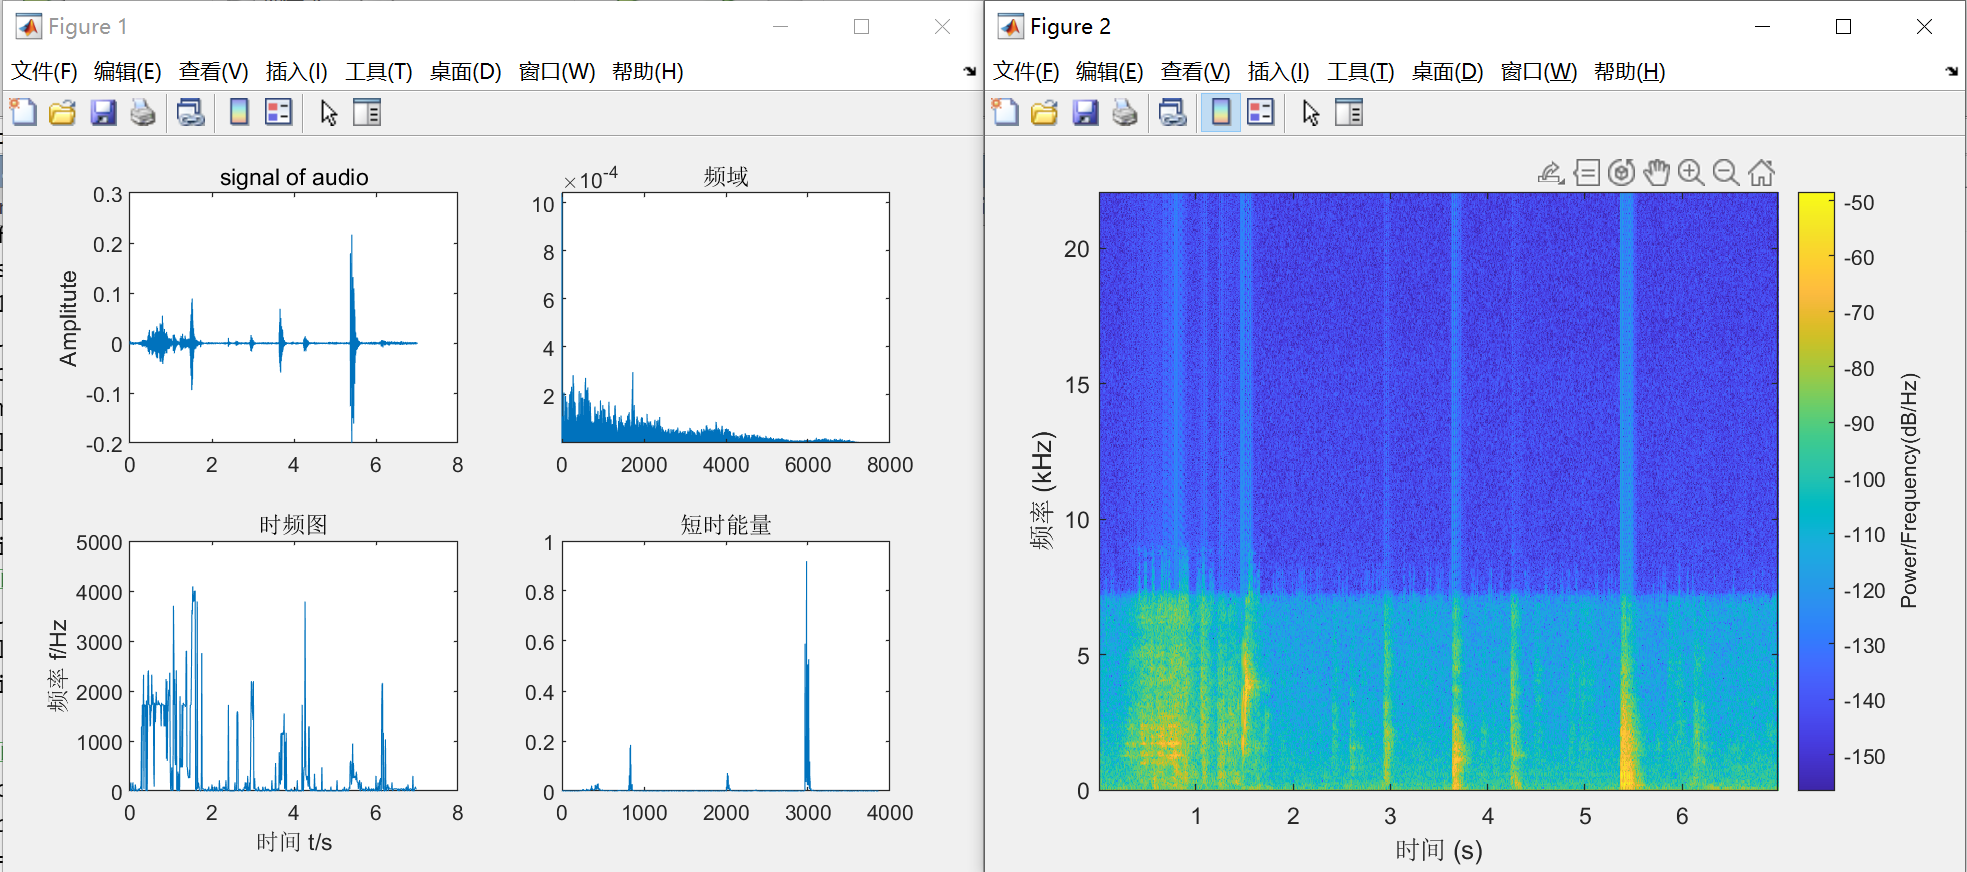 Figure 1
文件(F) 编辑(E) 查看(V) 插入(I) 工具(T) 桌面(D) 窗口(W) 帮助(H)
signal of audio
Amplitute
0.3
0.2
0.1
0
-0.1
-0.2
0 2 4 6 8
×10-4
频域
10
8
6
4
2
0 2000 4000 6000 8000
时频图
频率 f/Hz
5000
4000
3000
2000
1000
0
0 2 4 6 8
时间 t/s
短时能量
1
0.8
0.6
0.4
0.2
0
0 1000 2000 3000 4000
Figure 2
文件(F) 编辑(E) 查看(V) 插入(I) 工具(T) 桌面(D) 窗口(W) 帮助(H)
频率 (kHz)
20
15
10
5
0
1 2 3 4 5 6
时间 (s)
-50
-60
-70
-80
-90
-100
-110
-120
-130
-140
-150
Power/Frequency(dB/Hz)